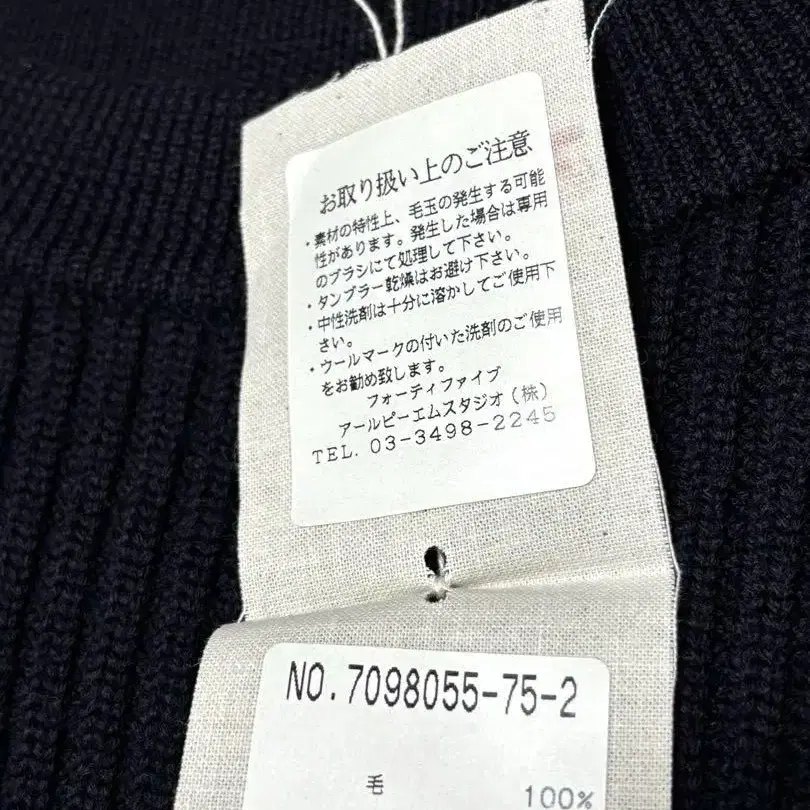 お取り扱い上のご注意
・素材の特性上、毛玉の発生する可能
性があります。発生した場合は専用
のブラシにて処理して下さい。
・タンブラー乾燥はお避け下さい。
・中性洗剤は十分に溶かしてご使用下
さい。
・ウールマークの付いた洗剤のご使用
をお勧め致します。
フォーティファイブ
アールピーエムスタジオ(株)
TEL. 03-3498-2245
NO.7098055-75-2
毛 100%